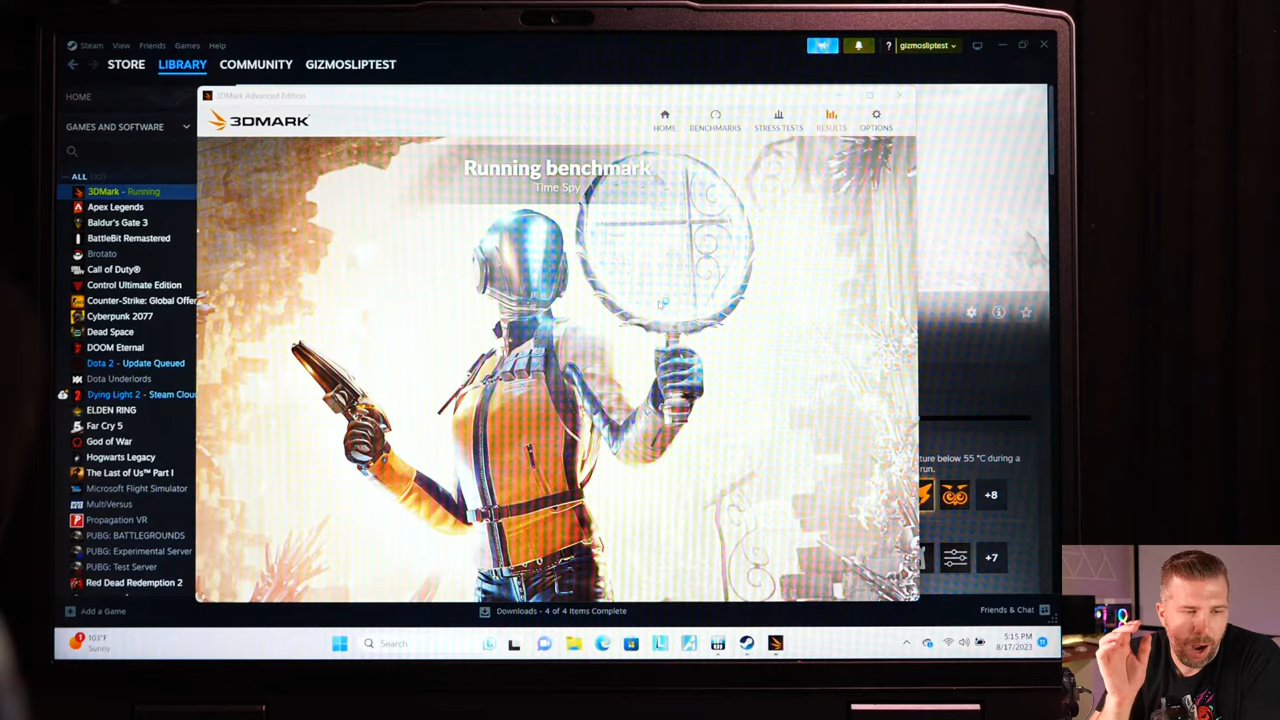 Steam View Friends Games Help
gizmosliptest
STORE LIBRARY COMMUNITY GIZMOSLIPTEST
HOME
GAMES AND SOFTWARE
ALL
3DMark - Running
Apex Legends
Baldur's Gate 3
BattleBit Remastered
Brotato
Call of Duty®
Control Ultimate Edition
Counter-Strike: Global Offen
Cyberpunk 2077
Dead Space
DOOM Eternal
Dota 2 - Update Queued
Dota Underlords
Dying Light 2 - Steam Clou
ELDEN RING
Far Cry 5
God of War
Hogwarts Legacy
The Last of Us™ Part I
Microsoft Flight Simulator
MultiVersus
Propagation VR
PUBG: BATTLEGROUNDS
PUBG: Experimental Server
PUBG: Test Server
Red Dead Redemption 2
Add a Game
3DMark Advanced Edition
3DMARK
HOME BENCHMARKS STRESS TESTS RESULTS OPTIONS
Running benchmark
Time Spy
ture below 55 °C during a
run.
+8
+7
Downloads - 4 of 4 Items Complete
Friends & Chat
1
103°F
Sunny
Search
5:15 PM
8/17/2023